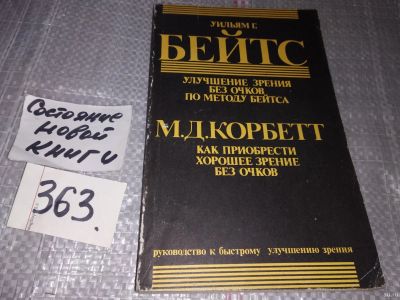 Состояние
новой
книги
363.
УИЛЬЯМ Г.
БЕЙТС
УЛУЧШЕНИЕ ЗРЕНИЯ
БЕЗ ОЧКОВ
ПО МЕТОДУ БЕЙТСА
М.Д.КОРБЕТТ
КАК ПРИОБРЕСТИ
ХОРОШЕЕ ЗРЕНИЕ
БЕЗ ОЧКОВ
руководство к быстрому улучшению зрения